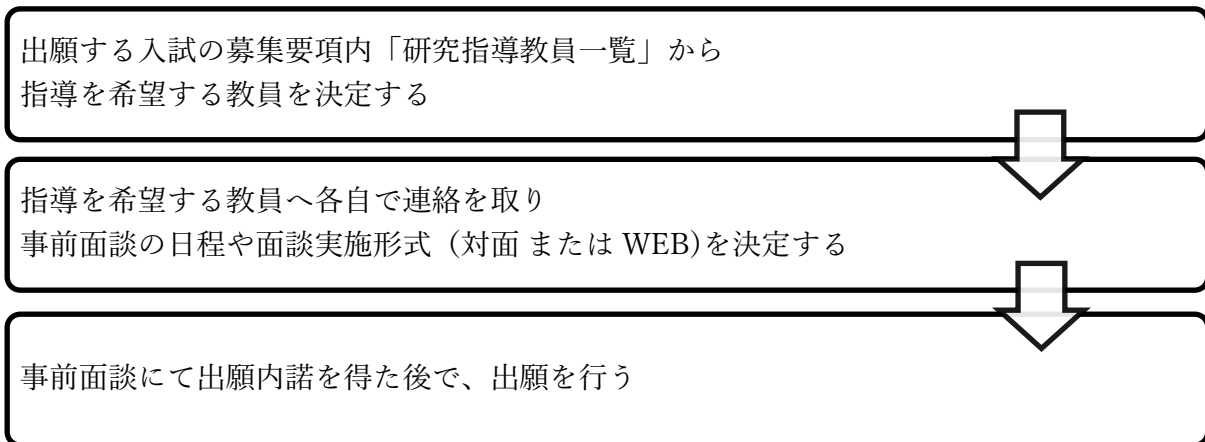 出願する入試の募集要項内「研究指導教員一覧」から
指導を希望する教員を決定する
指導を希望する教員へ各自で連絡を取り
事前面談の日程や面談実施形式（対面 または WEB)を決定する
事前面談にて出願内諾を得た後で、出願を行う